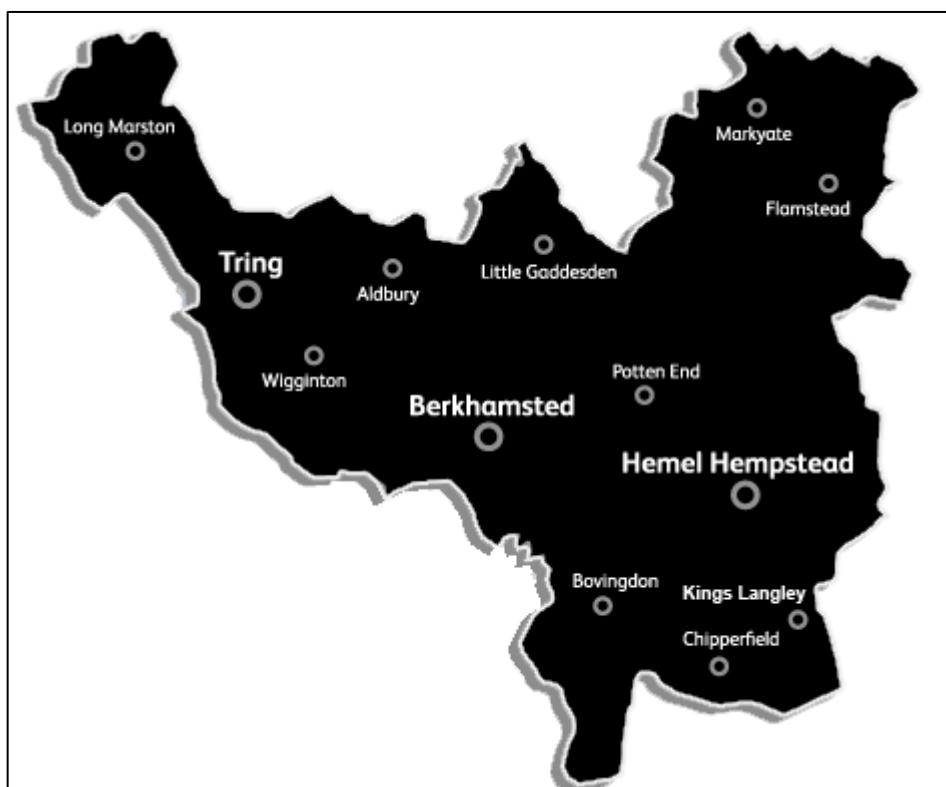 Markyate
Long Marston
Flamstead
Tring
Little Gaddesden
Aldbury
Potten End
Wigginton
Berkhamsted
Hemel Hempstead
Bovingdon
Kings Langley
Chipperfield